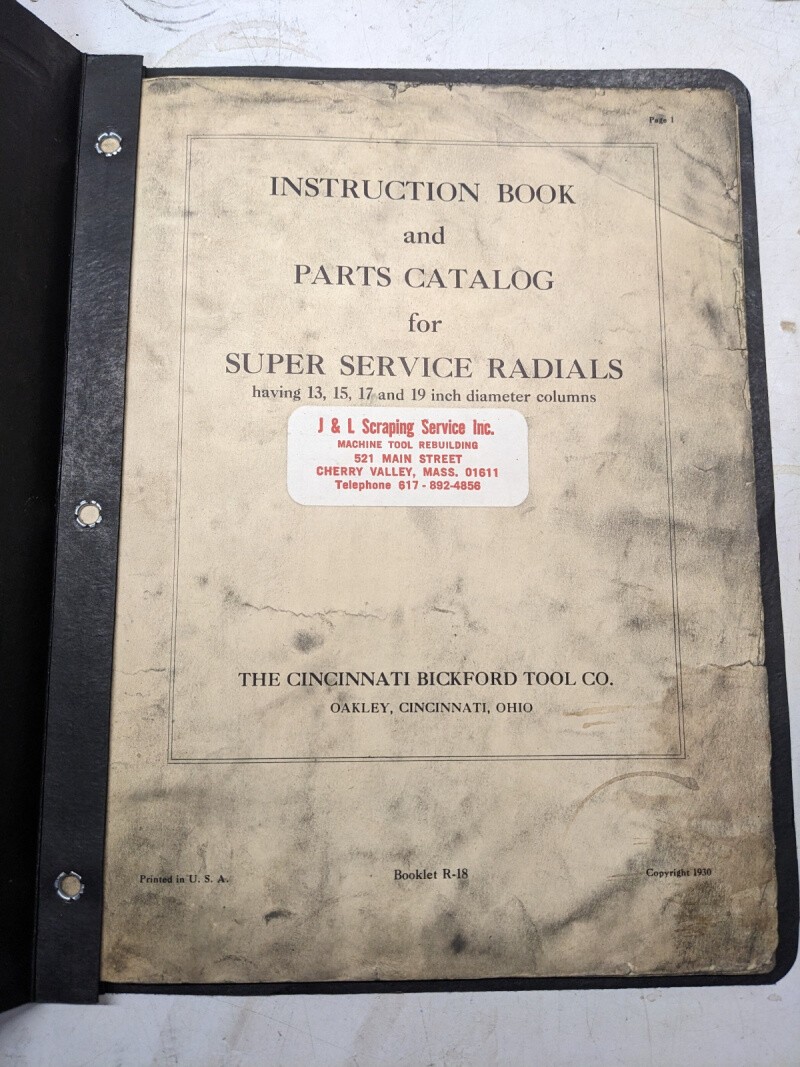 Page 1
INSTRUCTION BOOK
and
PARTS CATALOG
for
SUPER SERVICE RADIALS
having 13, 15, 17 and 19 inch diameter columns
J & L Scraping Service Inc.
MACHINE TOOL REBUILDING
521 MAIN STREET
CHERRY VALLEY, MASS. 01611
Telephone 617 - 892-4856
THE CINCINNATI BICKFORD TOOL CO.
OAKLEY, CINCINNATI, OHIO
Printed in U. S. A.
Booklet R-18
Copyright 1930